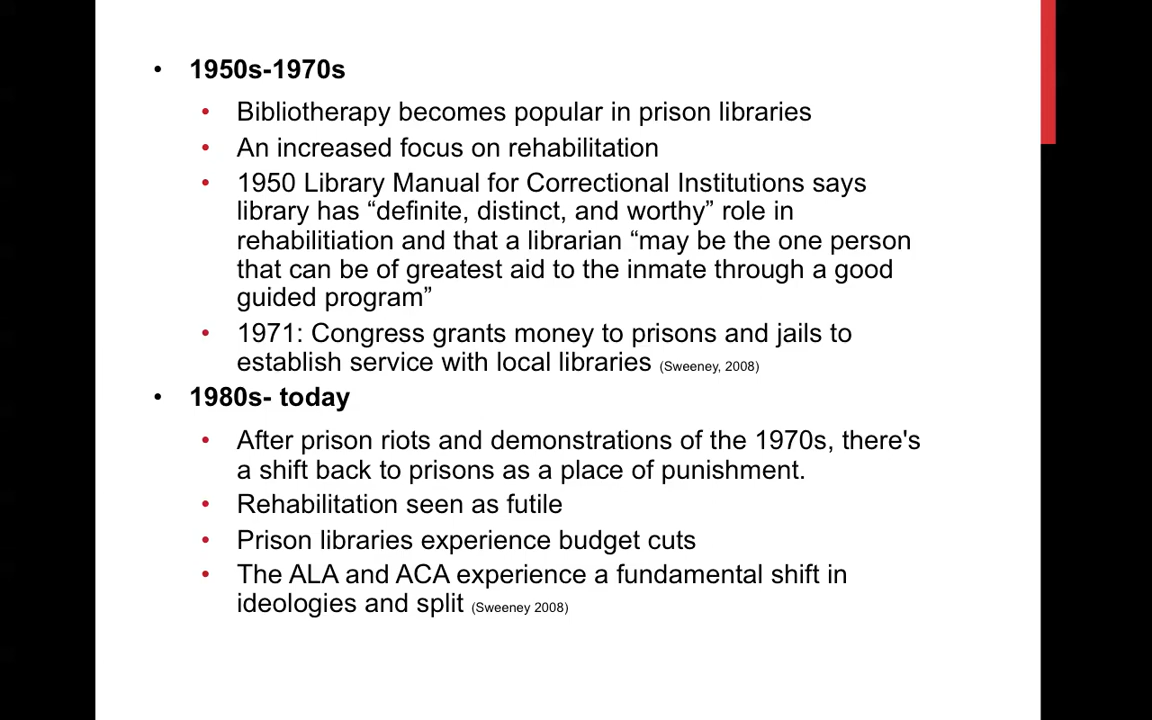 • 1950s-1970s
• Bibliotherapy becomes popular in prison libraries
• An increased focus on rehabilitation
• 1950 Library Manual for Correctional Institutions says
library has “definite, distinct, and worthy” role in
rehabilitiation and that a librarian “may be the one person
that can be of greatest aid to the inmate through a good
guided program”
• 1971: Congress grants money to prisons and jails to
establish service with local libraries (Sweeney, 2008)
• 1980s- today
• After prison riots and demonstrations of the 1970s, there's
a shift back to prisons as a place of punishment.
• Rehabilitation seen as futile
• Prison libraries experience budget cuts
• The ALA and ACA experience a fundamental shift in
ideologies and split (Sweeney 2008)